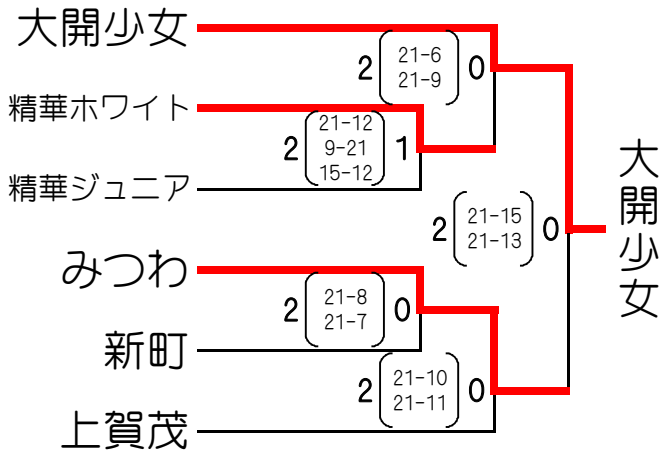 大開少女
2 21-6 0
21-9
精華ホワイト
2 21-12 1
9-21
15-12
精華ジュニア
2 21-15 0
21-13
大開少女
みつわ
2 21-8 0
21-7
新町
2 21-10 0
21-11
上賀茂